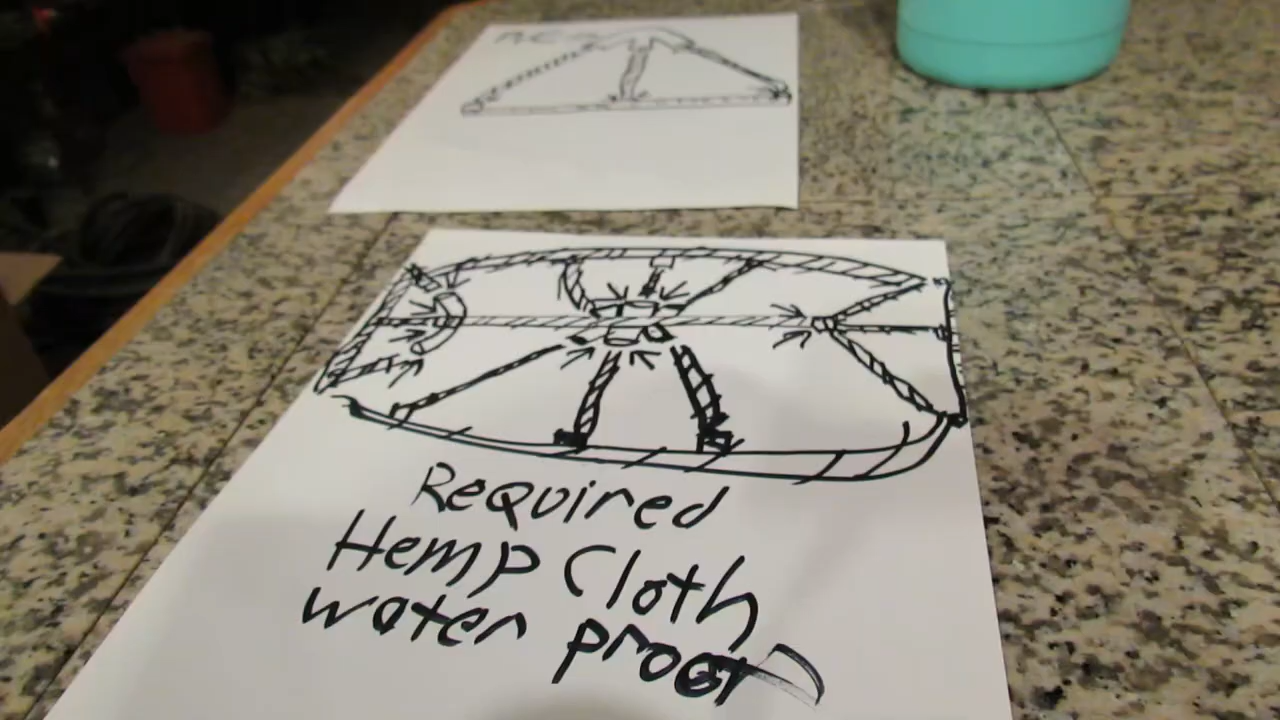 Required
Hemp Cloth
water proof